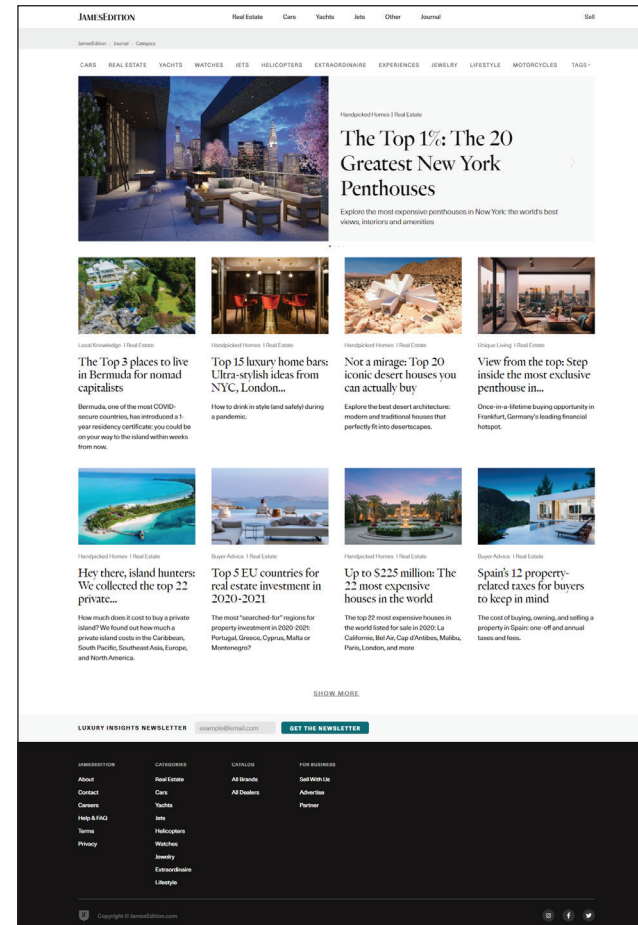 JAMESEDITION
Real Estate Cars Yachts Jets Other Journal
Sell
JamesEdition Journal Category
CARS REAL ESTATE YACHTS WATCHES JETS HELICOPTERS EXTRAORDINAIRE EXPERIENCES JEWELRY LIFESTYLE MOTORCYCLES TAGS
Handpicked Homes | Real Estate
The Top 1%: The 20
Greatest New York
Penthouses
Explore the most expensive penthouses in New York: the world's best
views, interiors and amenities
Local Knowledge | Real Estate
The Top 3 places to live
in Bermuda for nomad
capitalists
Bermuda, one of the most COVID-
secure countries, has introduced a 1-
year residency certificate: you could be
on your way to the island within weeks
from now.
Handpicked Homes | Real Estate
Top 15 luxury home bars:
Ultra-stylish ideas from
NYC, London...
How to drink in style (and safely) during
a pandemic.
Handpicked Homes | Real Estate
Not a mirage: Top 20
iconic desert houses you
can actually buy
Explore the best desert architecture:
modern and traditional houses that
perfectly fit into desertscapes.
Unique Living | Real Estate
View from the top: Step
inside the most exclusive
penthouse in...
Once-in-a-lifetime buying opportunity in
Frankfurt, Germany's leading financial
hotspot.
Handpicked Homes | Real Estate
Hey there, island hunters:
We collected the top 22
private...
How much does it cost to buy a private
island? We found out how much a
private island costs in the Caribbean,
South Pacific, Southeast Asia, Europe,
and North America.
Buyer Advice | Real Estate
Top 5 EU countries for
real estate investment in
2020-2021
The most "searched-for" regions for
property investment in 2020-2021:
Portugal, Greece, Cyprus, Malta or
Montenegro?
Handpicked Homes | Real Estate
Up to $225 million: The
22 most expensive
houses in the world
The top 22 most expensive houses in
the world listed for sale in 2020: La
Californie, Bel Air, Cap d'Antibes, Malibu,
Paris, London, and more
Buyer Advice | Real Estate
Spain's 12 property-
related taxes for buyers
to keep in mind
The cost of buying, owning, and selling a
property in Spain: one-off and annual
taxes and fees.
SHOW MORE
LUXURY INSIGHTS NEWSLETTER example@email.com GET THE NEWSLETTER
JAMESEDITION
About
Contact
Careers
Help & FAQ
Terms
Privacy
CATEGORIES
Real Estate
Cars
Yachts
Jets
Helicopters
Watches
Jewelry
Extraordinaire
Lifestyle
CATALOG
All Brands
All Dealers
FOR BUSINESS
Sell With Us
Advertise
Partner
Copyright © JamesEdition.com